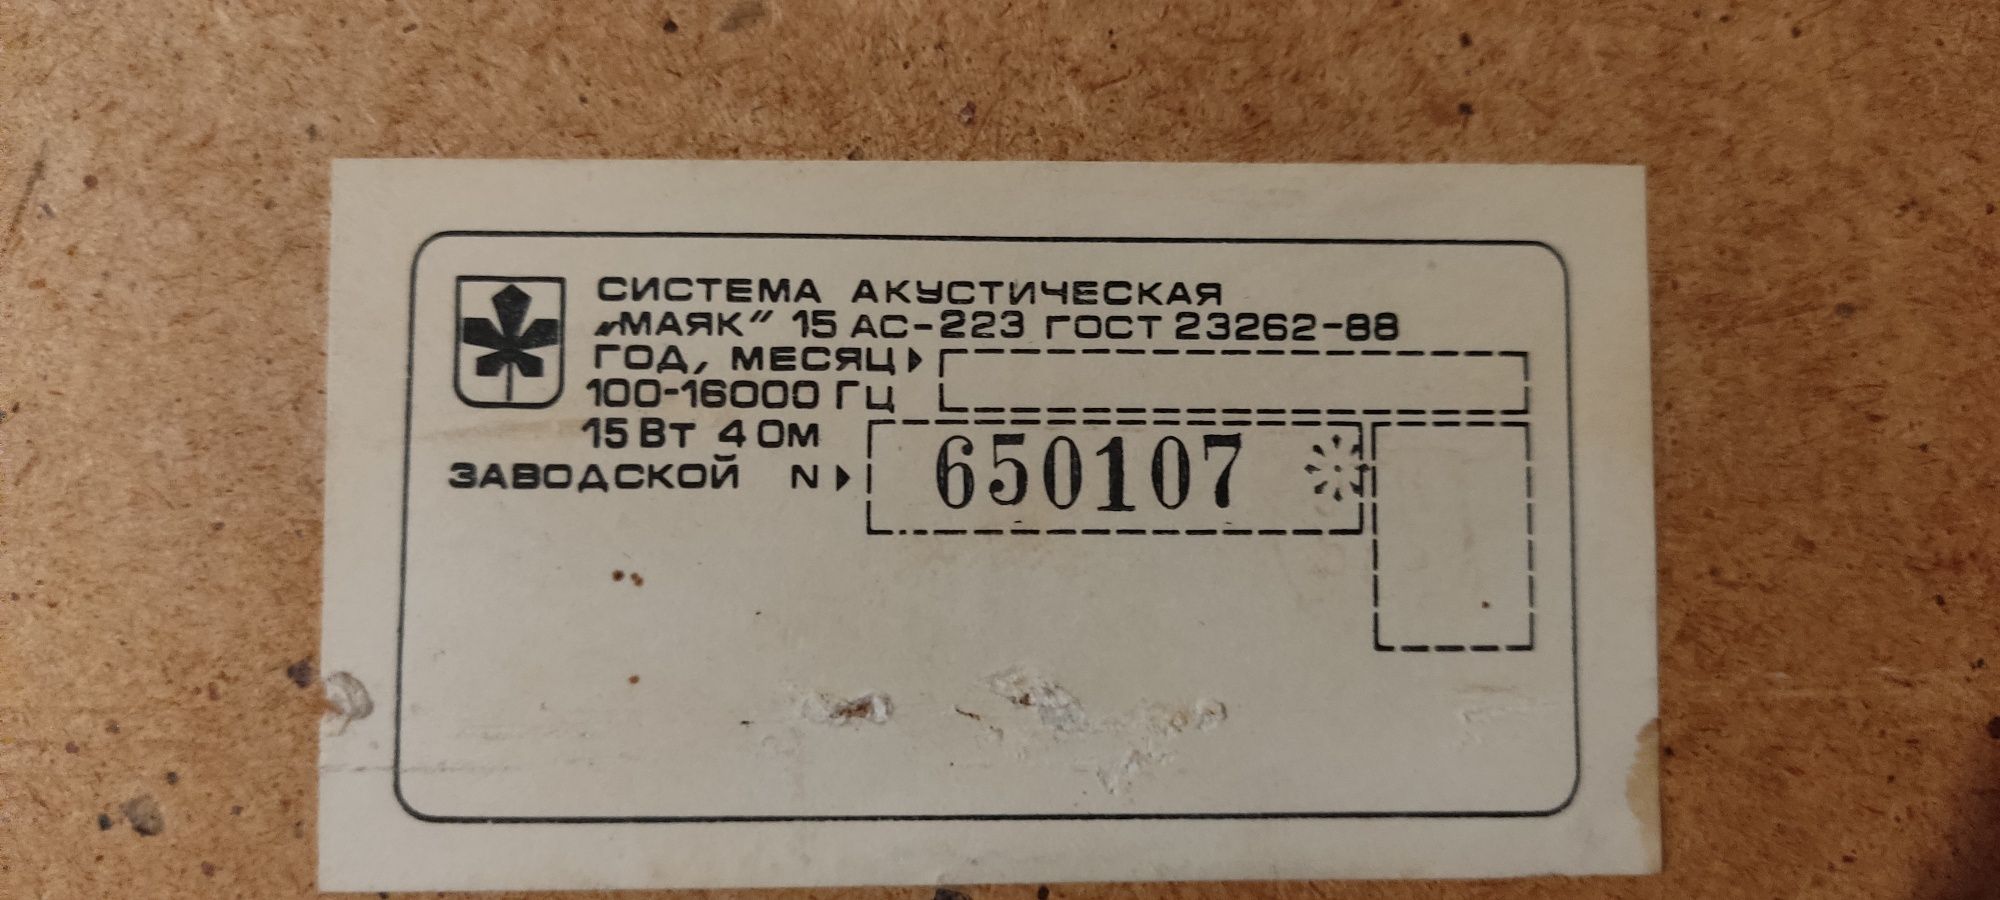 СИСТЕМА АКУСТИЧЕСКАЯ
„МАЯК” 15 АС-223 ГОСТ 23262-88
ГОД, МЕСЯЦ
100-16000 ГЦ
15 Вт 4 Ом
ЗАВОДСКОЙ N 650107